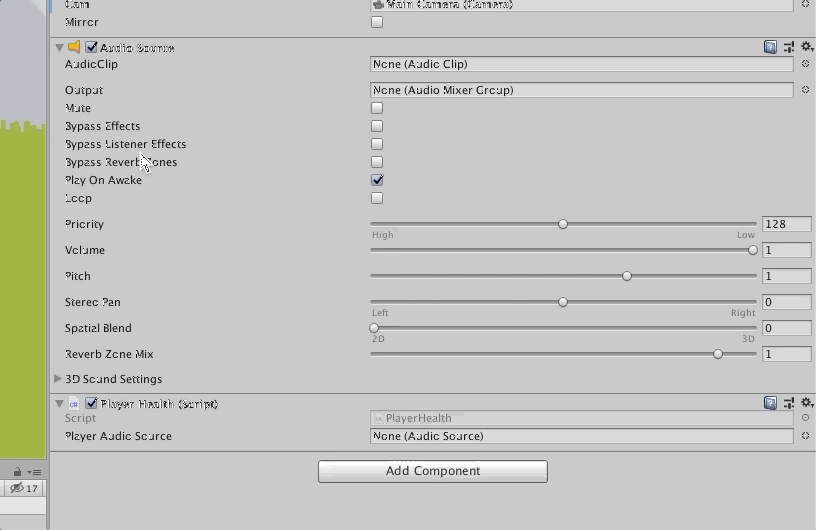 Cam Main Camera (Camera)
Mirror
Audio Source
AudioClip None (Audio Clip)
Output None (Audio Mixer Group)
Mute
Bypass Effects
Bypass Listener Effects
Bypass Reverb Zones
Play On Awake
Loop
Priority 128
High Low
Volume 1
Pitch 1
Stereo Pan 0
Left Right
Spatial Blend 0
2D 3D
Reverb Zone Mix 1
3D Sound Settings
Player Health (Script)
Script PlayerHealth
Player Audio Source None (Audio Source)
Add Component
17